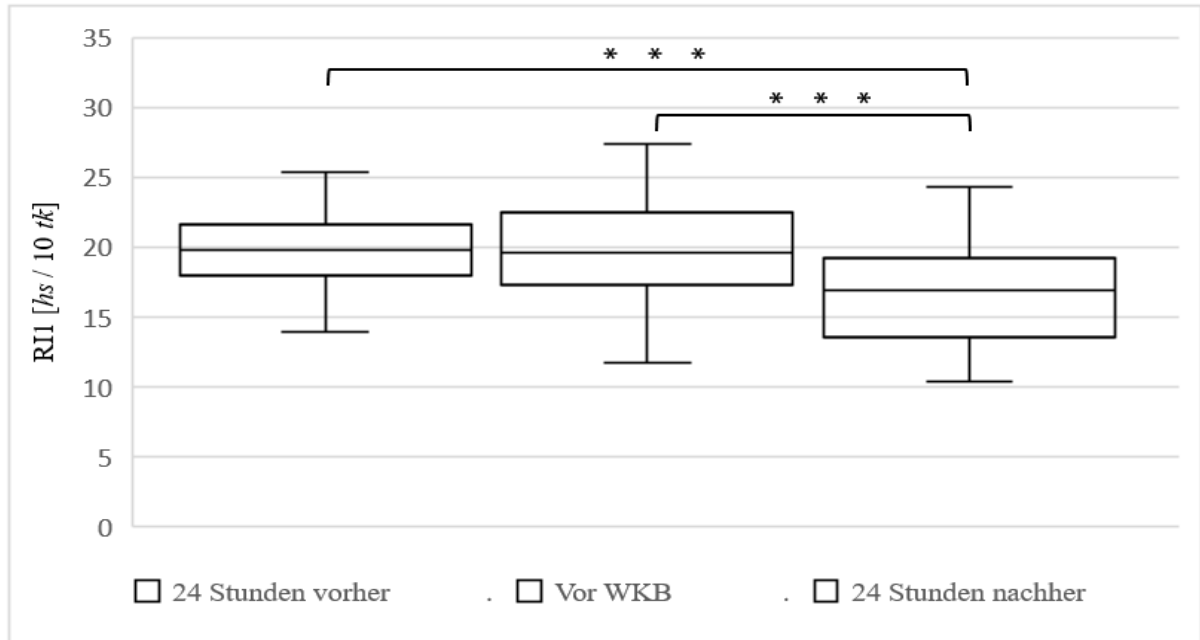 35
* * *
30
* * *
25
RI1 [hs / 10 tk]
20
15
10
5
0
24 Stunden vorher . Vor WKB . 24 Stunden nachher